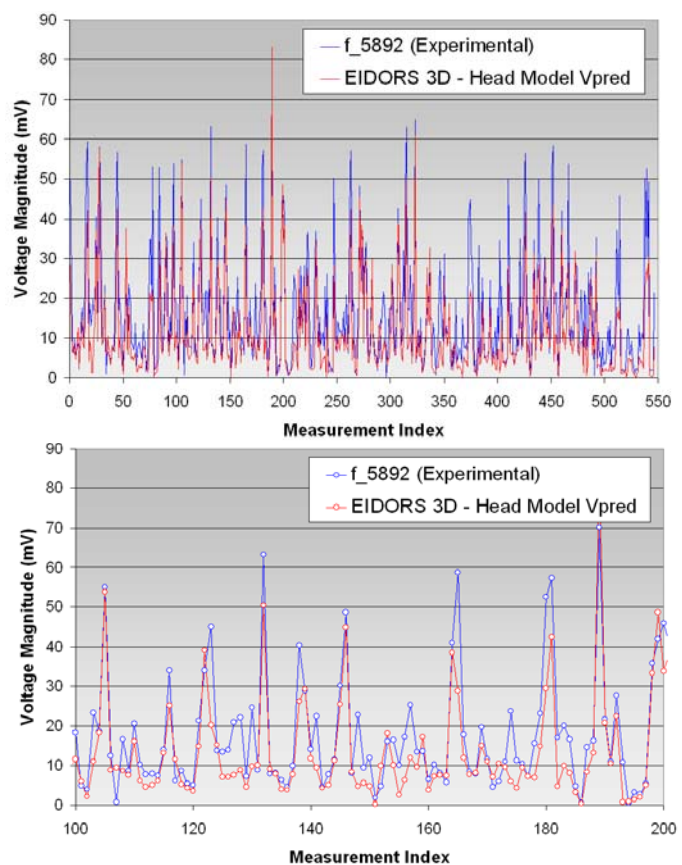 90
80
70
60
50
40
30
20
10
0
Voltage Magnitude (mV)
f_5892 (Experimental)
EIDORS 3D - Head Model Vpred
0 50 100 150 200 250 300 350 400 450 500 550
Measurement Index
90
80
70
60
50
40
30
20
10
0
Voltage Magnitude (mV)
f_5892 (Experimental)
EIDORS 3D - Head Model Vpred
100 120 140 160 180 200
Measurement Index